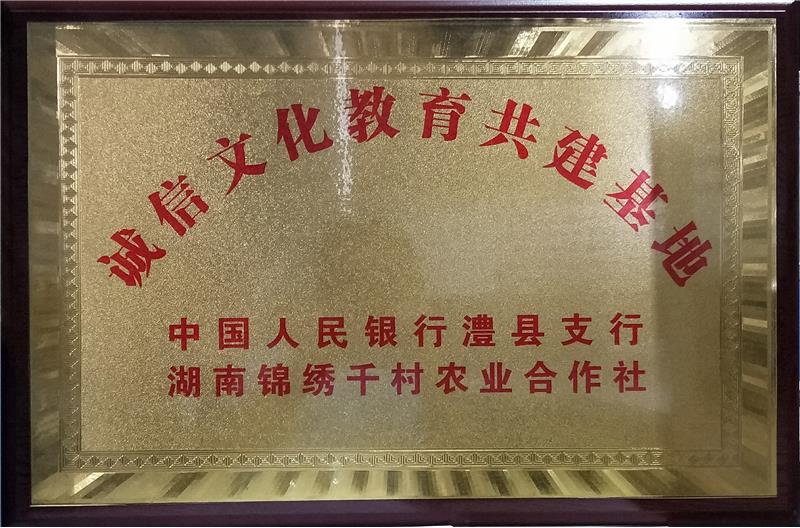 诚信文化教育共建基地
中国人民银行澧县支行
湖南锦绣千村农业合作社